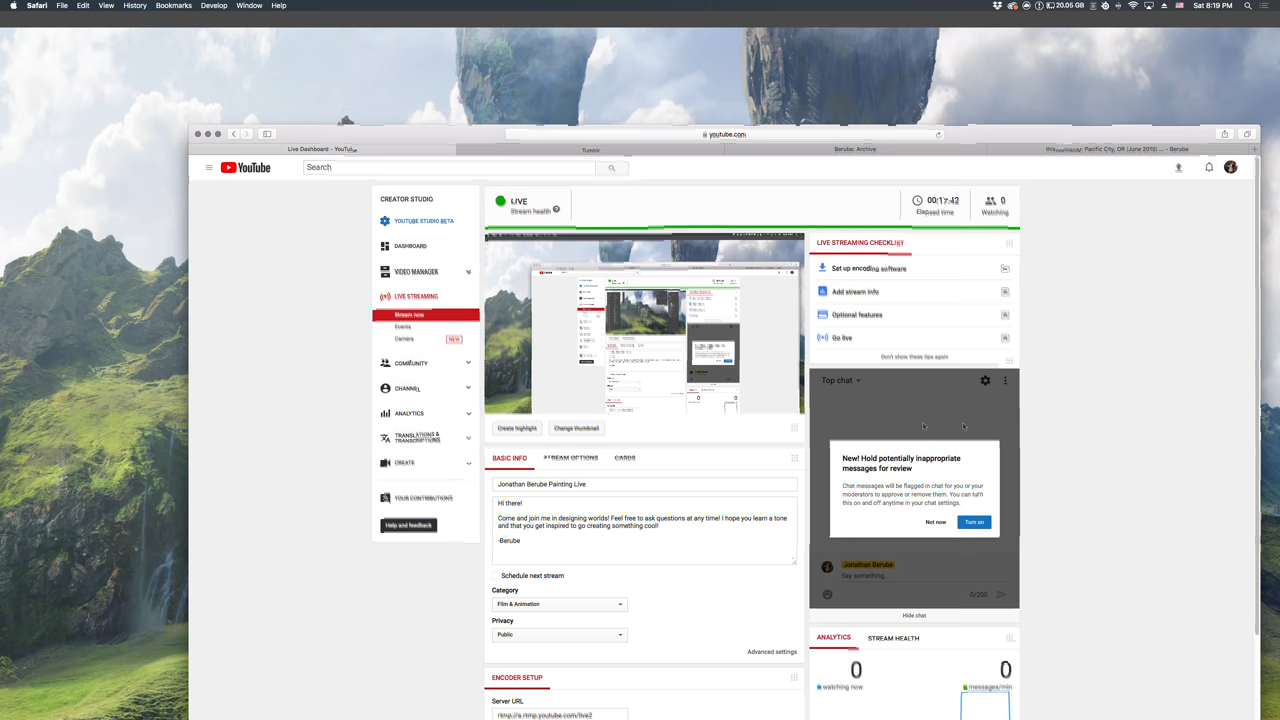 Safari File Edit View History Bookmarks Develop Window Help
20.05 GB
Sat 8:19 PM
youtube.com
Live Dashboard - YouTube
Tumblr
Berube: Archive
Pacific City, OR (June 2015) ... - Berube
YouTube
Search
CREATOR STUDIO
YOUTUBE STUDIO BETA
DASHBOARD
VIDEO MANAGER
LIVE STREAMING
Stream now
Events
Camera
NEW
COMMUNITY
CHANNEL
ANALYTICS
TRANSLATIONS &
TRANSCRIPTIONS
CREATE
YOUR CONTRIBUTIONS
Help and feedback
LIVE
Stream health
00:17:42
Elapsed time
0
Watching
Create highlight
Change thumbnail
BASIC INFO
STREAM OPTIONS
CARDS
Jonathan Berube Painting Live
Hi there!
Come and join me in designing worlds! Feel free to ask questions at any time! I hope you learn a tone
and that you get inspired to go creating something cool!
-Berube
Schedule next stream
Category
Film & Animation
Privacy
Public
Advanced settings
ENCODER SETUP
Server URL
rtmp://a.rtmp.youtube.com/live2
LIVE STREAMING CHECKLIST
Set up encoding software
Add stream info
Optional features
Go live
Don't show these tips again
Top chat
New! Hold potentially inappropriate
messages for review
Chat messages will be flagged in chat for you or your
moderators to approve or remove them. You can turn
this on and off anytime in your chat settings.
Not now
Turn on
Jonathan Berube
Say something...
0/200
Hide chat
ANALYTICS
STREAM HEALTH
0
watching now
0
messages/min